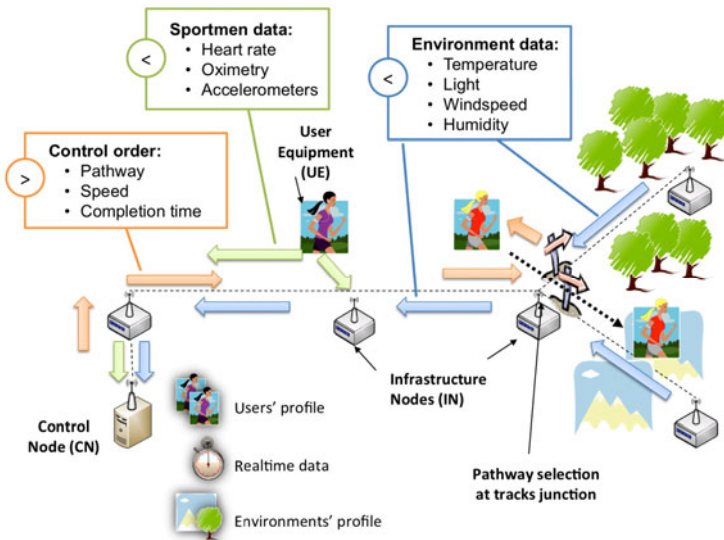 Sportmen data:
• Heart rate
• Oximetry
• Accelerometers
<
Environment data:
• Temperature
• Light
• Windspeed
• Humidity
<
Control order:
• Pathway
• Speed
• Completion time
>
User
Equipment
(UE)
Infrastructure
Nodes (IN)
Control
Node (CN)
Users' profile
Realtime data
Environments' profile
Pathway selection
at tracks junction